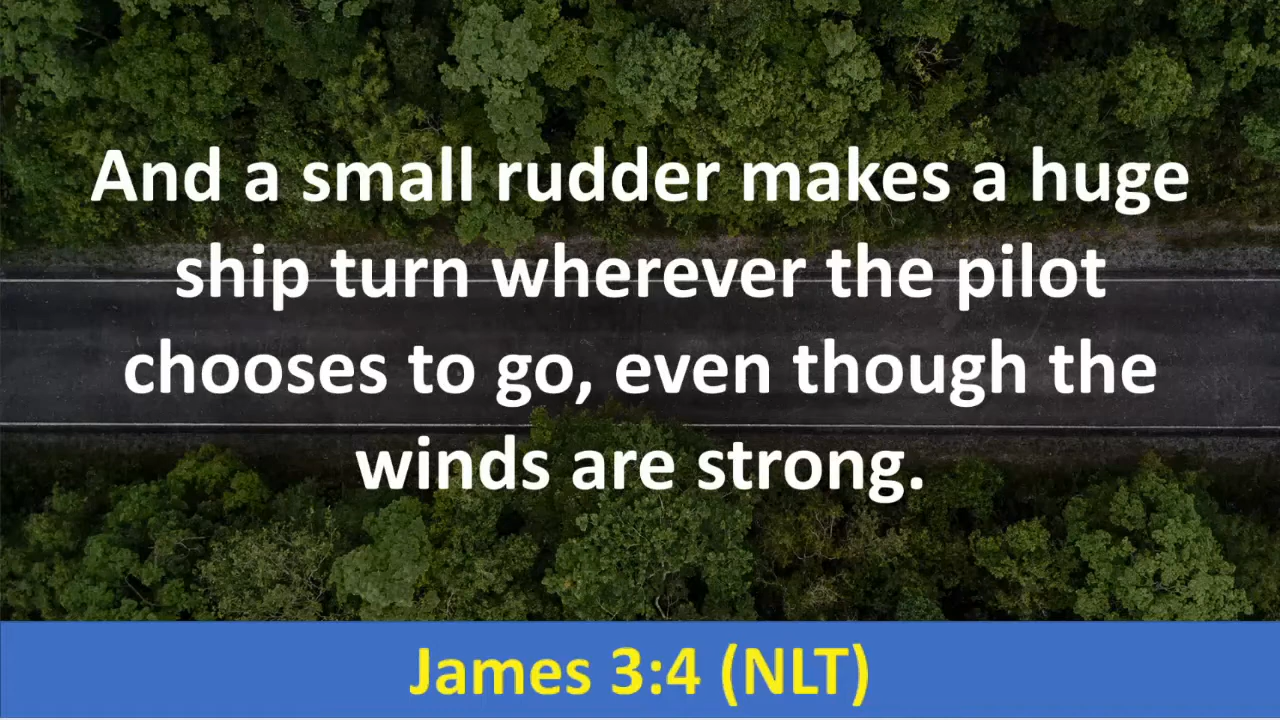 And a small rudder makes a huge
ship turn wherever the pilot
chooses to go, even though the
winds are strong.
James 3:4 (NLT)